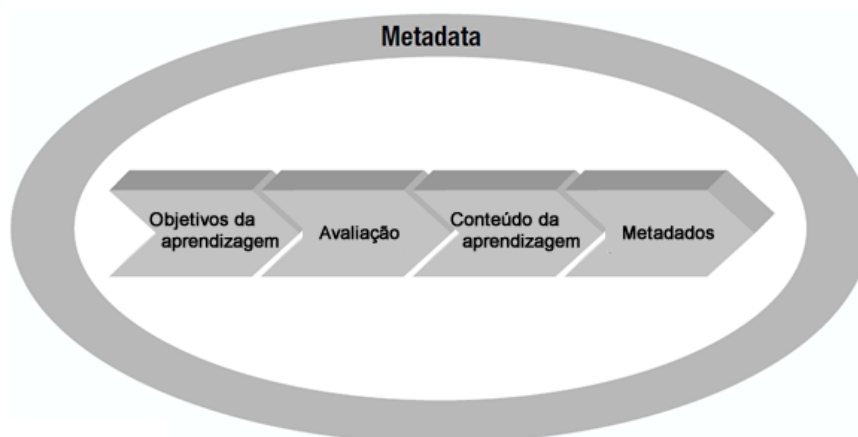 Metadata
Objetivos da
aprendizagem
Avaliação
Conteúdo da
aprendizagem
Metadados